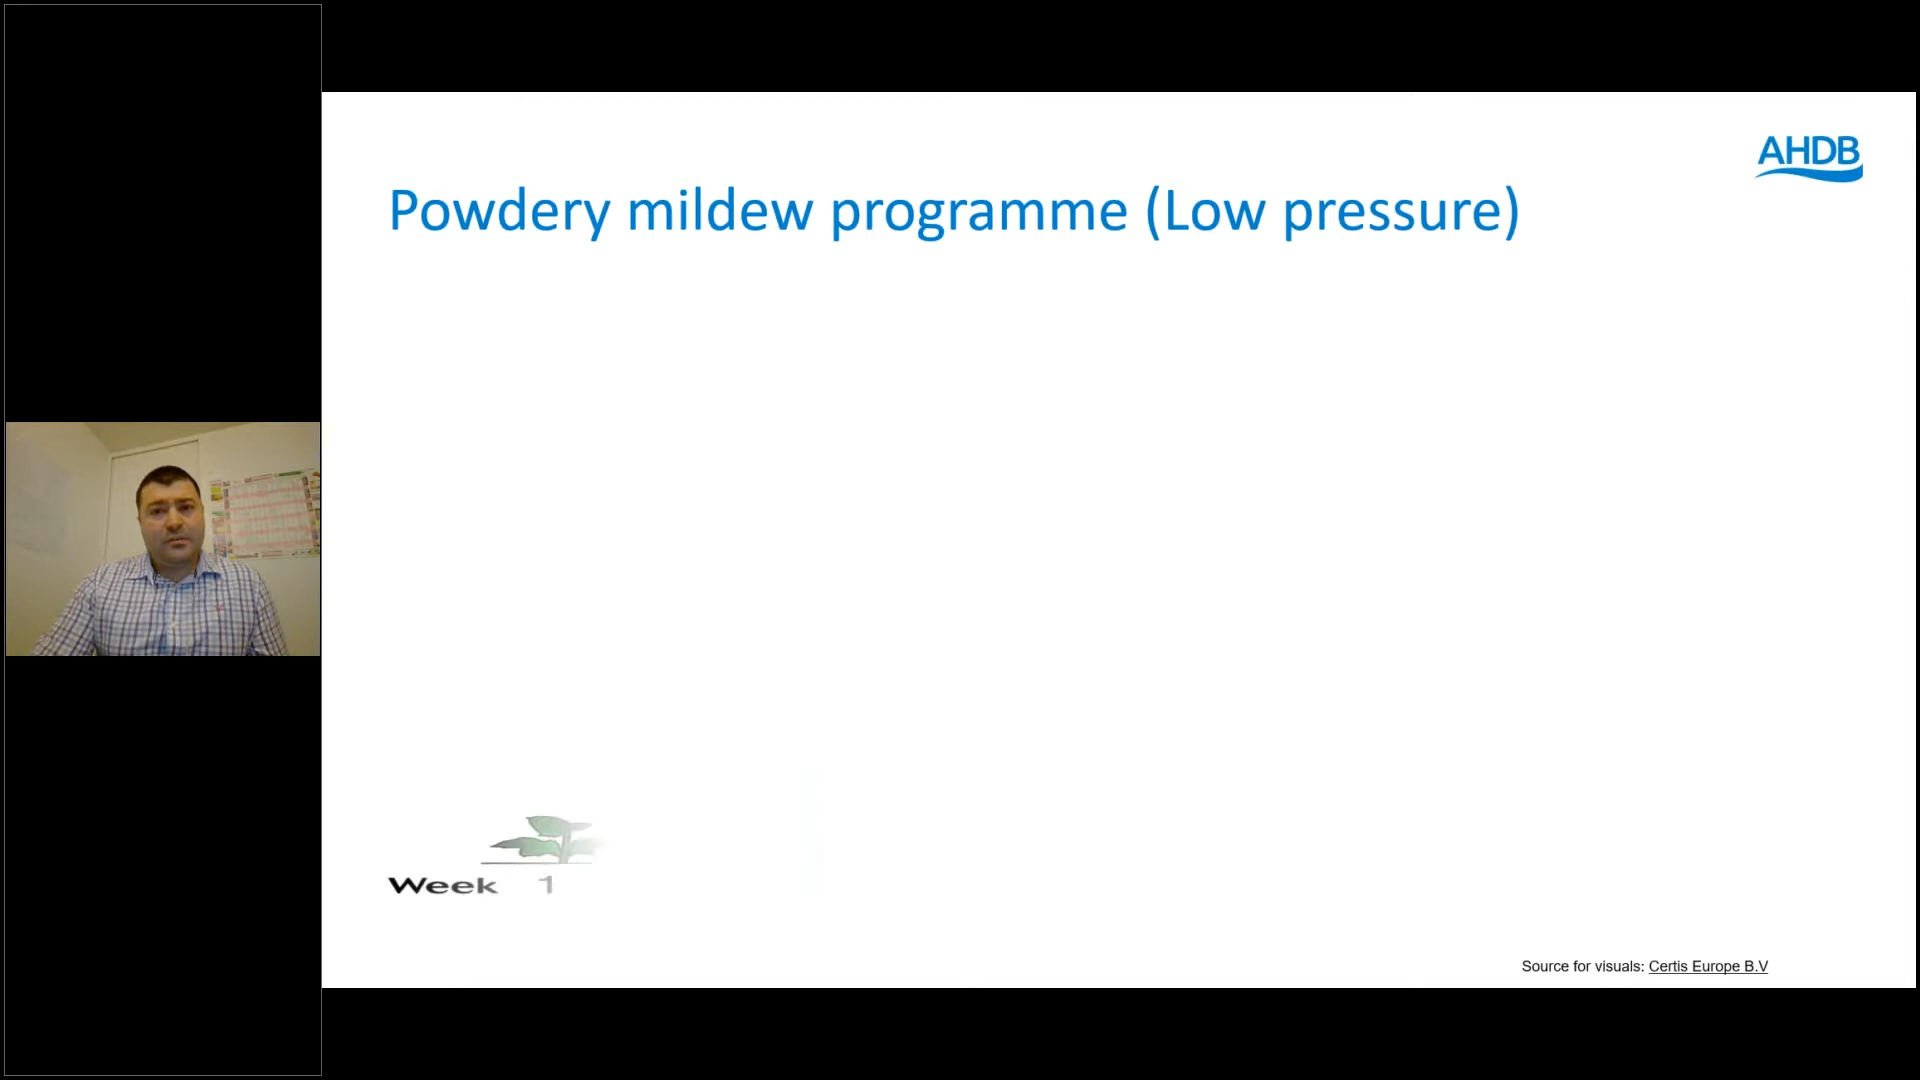 AHDB
Powdery mildew programme (Low pressure)
Week 1
Source for visuals: Certis Europe B.V